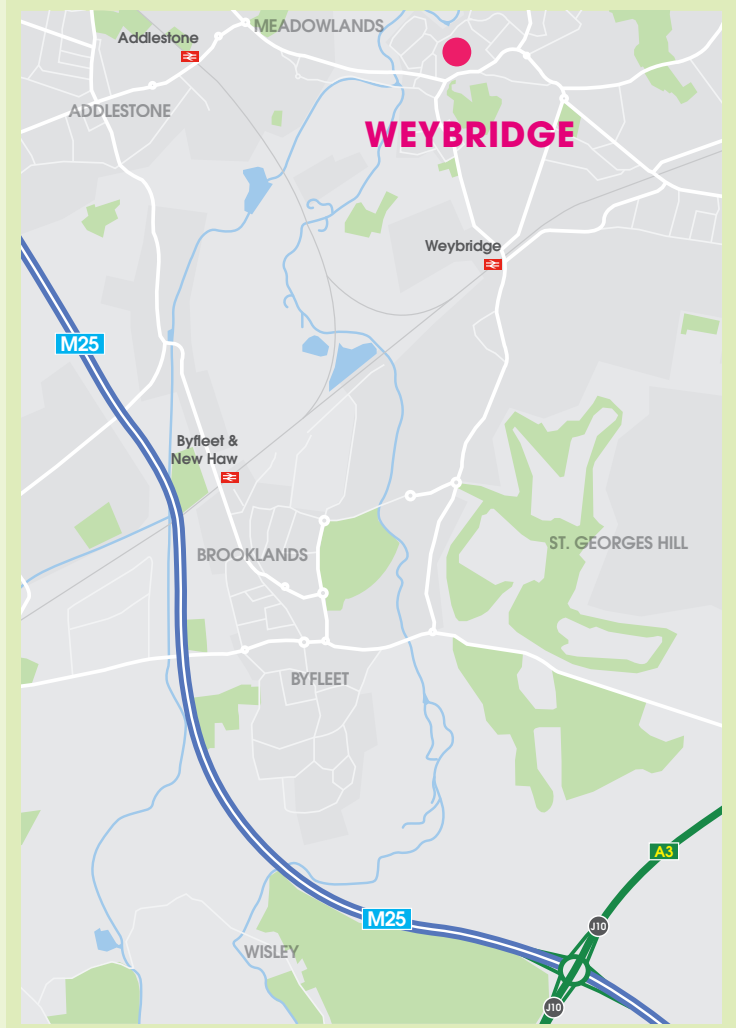 MEADOWLANDS
Addlestone
ADDLESTONE
WEYBRIDGE
Weybridge
M25
Byfleet &
New Haw
BROOKLANDS
ST. GEORGES HILL
BYFLEET
A3
M25
J10
WISLEY
J10